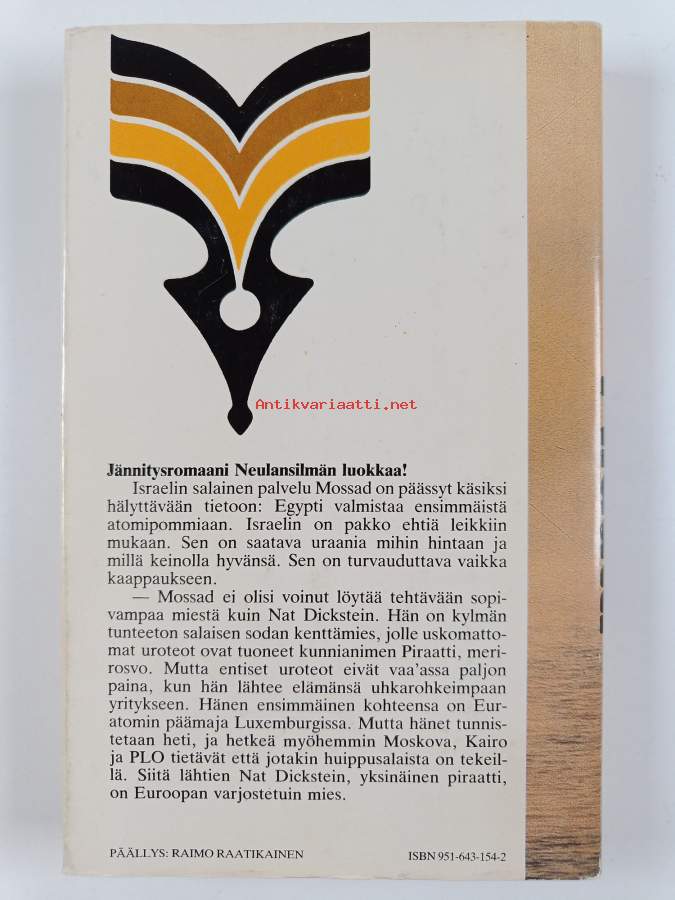 Antikvariaatti.net
Jännitysromaani Neulansilmän luokkaa!
Israelin salainen palvelu Mossad on päässyt käsiksi
hälyttävään tietoon: Egypti valmistaa ensimmäistä
atomipommiaan. Israelin on pakko ehtiä leikkiin
mukaan. Sen on saatava uraania mihin hintaan ja
millä keinolla hyvänsä. Sen on turvauduttava vaikka
kaappaukseen.
— Mossad ei olisi voinut löytää tehtävään sopi-
vampaa miestä kuin Nat Dickstein. Hän on kylmän
tunteeton salaisen sodan kenttämies, jolle uskomatto-
mat uroteot ovat tuoneet kunnianimen Piraatti, meri-
rosvo. Mutta entiset uroteot eivät vaa'assa paljon
paina, kun hän lähtee elämänsä uhkarohkeimpaan
yritykseen. Hänen ensimmäinen kohteensa on Eur-
atomin päämaja Luxemburgissa. Mutta hänet tunnis-
tetaan heti, ja hetkeä myöhemmin Moskova, Kairo
ja PLO tietävät että jotakin huippusalaista on tekeil-
lä. Siitä lähtien Nat Dickstein, yksinäinen piraatti,
on Euroopan varjostetuin mies.
PÄÄLLYS: RAIMO RAATIKAINEN
ISBN 951-643-154-2